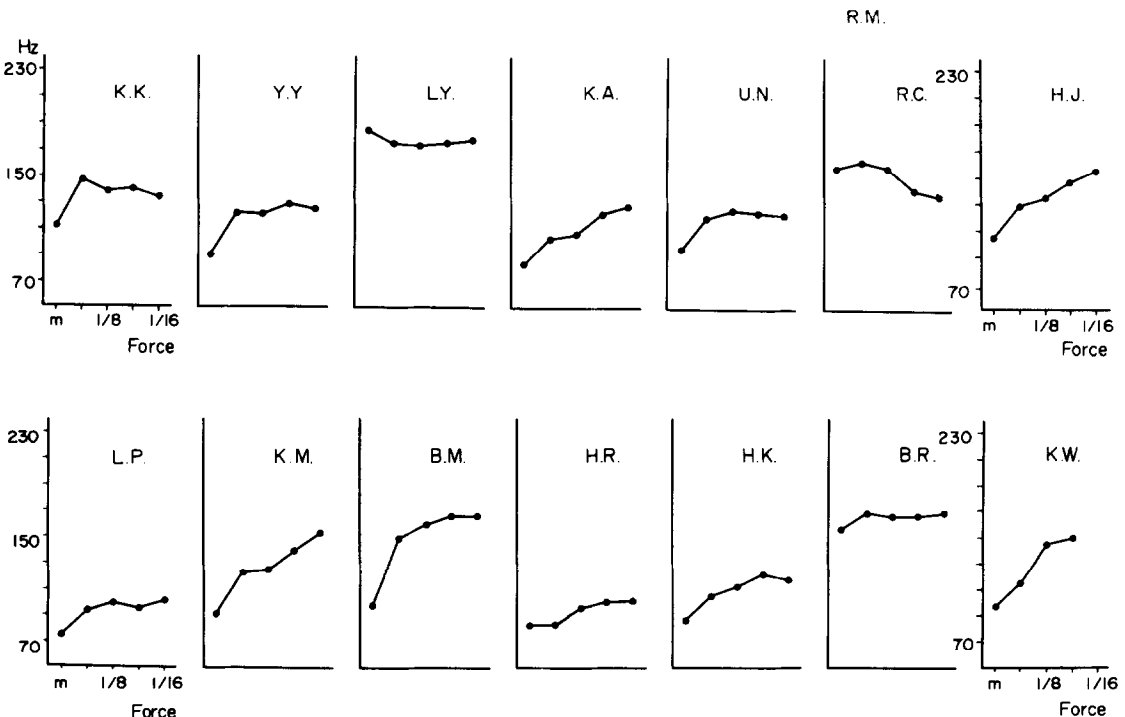 R.M.
Hz
230
150
70
K.K.
Y.Y
L.Y.
K.A.
U.N.
R.C.
230
70
H.J.
m 1/8 1/16
Force
m 1/8 1/16
Force
230
150
70
L.P.
K.M.
B.M.
H.R.
H.K.
B.R.
230
70
K.W.
m 1/8 1/16
Force
m 1/8 1/16
Force